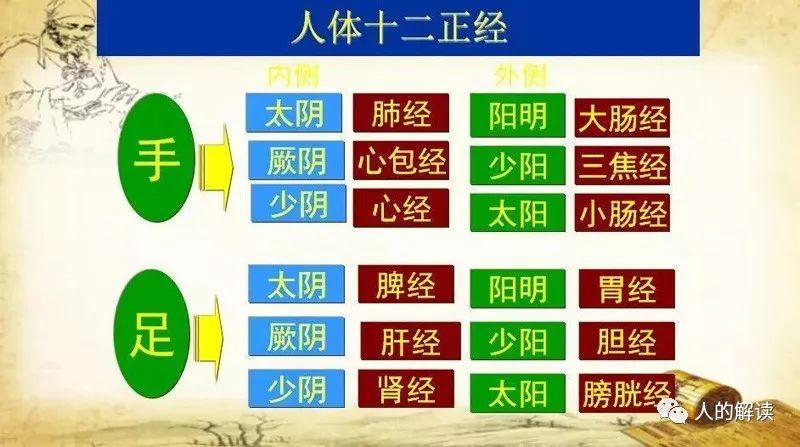 人体十二正经
内侧 外侧
手
太阴 肺经 阳明 大肠经
厥阴 心包经 少阳 三焦经
少阴 心经 太阳 小肠经
足
太阴 脾经 阳明 胃经
厥阴 肝经 少阳 胆经
少阴 肾经 太阳 膀胱经
人的解读